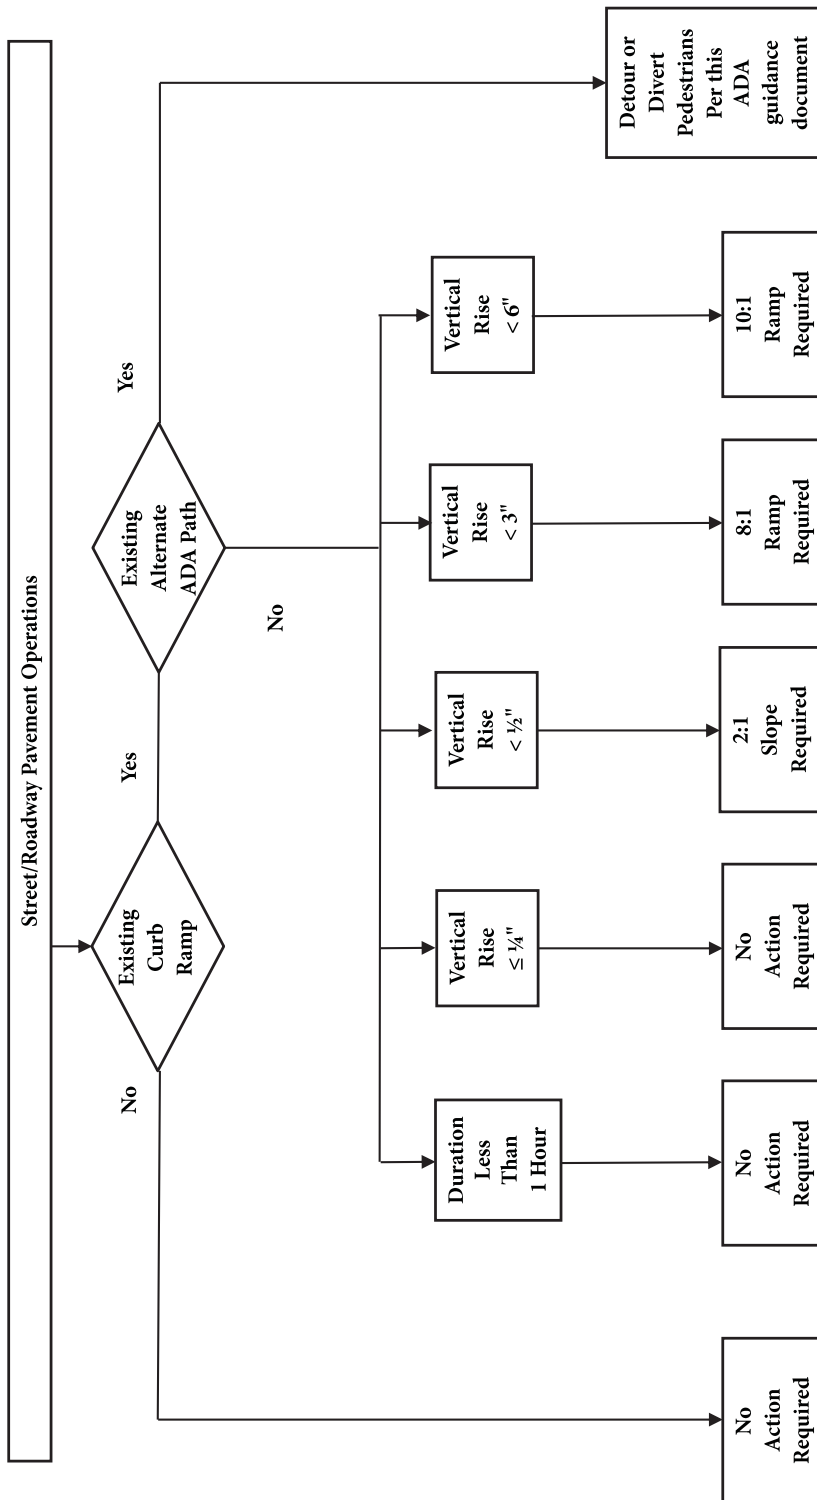 Street/Roadway Pavement Operations
Existing
Curb
Ramp
No
Yes
Existing
Alternate
ADA Path
Yes
No
Duration
Less
Than
1 Hour
Vertical
Rise
≤ ¼"
Vertical
Rise
< ½"
Vertical
Rise
< 3"
Vertical
Rise
< 6"
No
Action
Required
No
Action
Required
No
Action
Required
2:1
Slope
Required
8:1
Ramp
Required
10:1
Ramp
Required
Detour or
Divert
Pedestrians
Per this
ADA
guidance
document